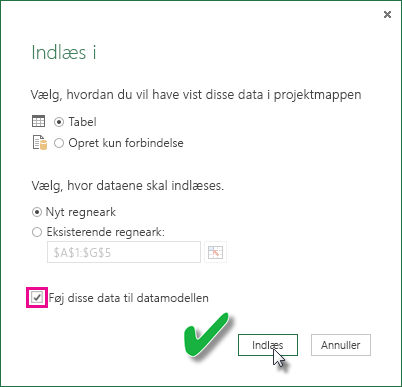 Indlæs i
Vælg, hvordan du vil have vist disse data i projektmappen
Tabel
Opret kun forbindelse
Vælg, hvor dataene skal indlæses.
Nyt regneark
Eksisterende regneark:
$A$1:$G$5
Føj disse data til datamodellen
Indlæs
Annuller